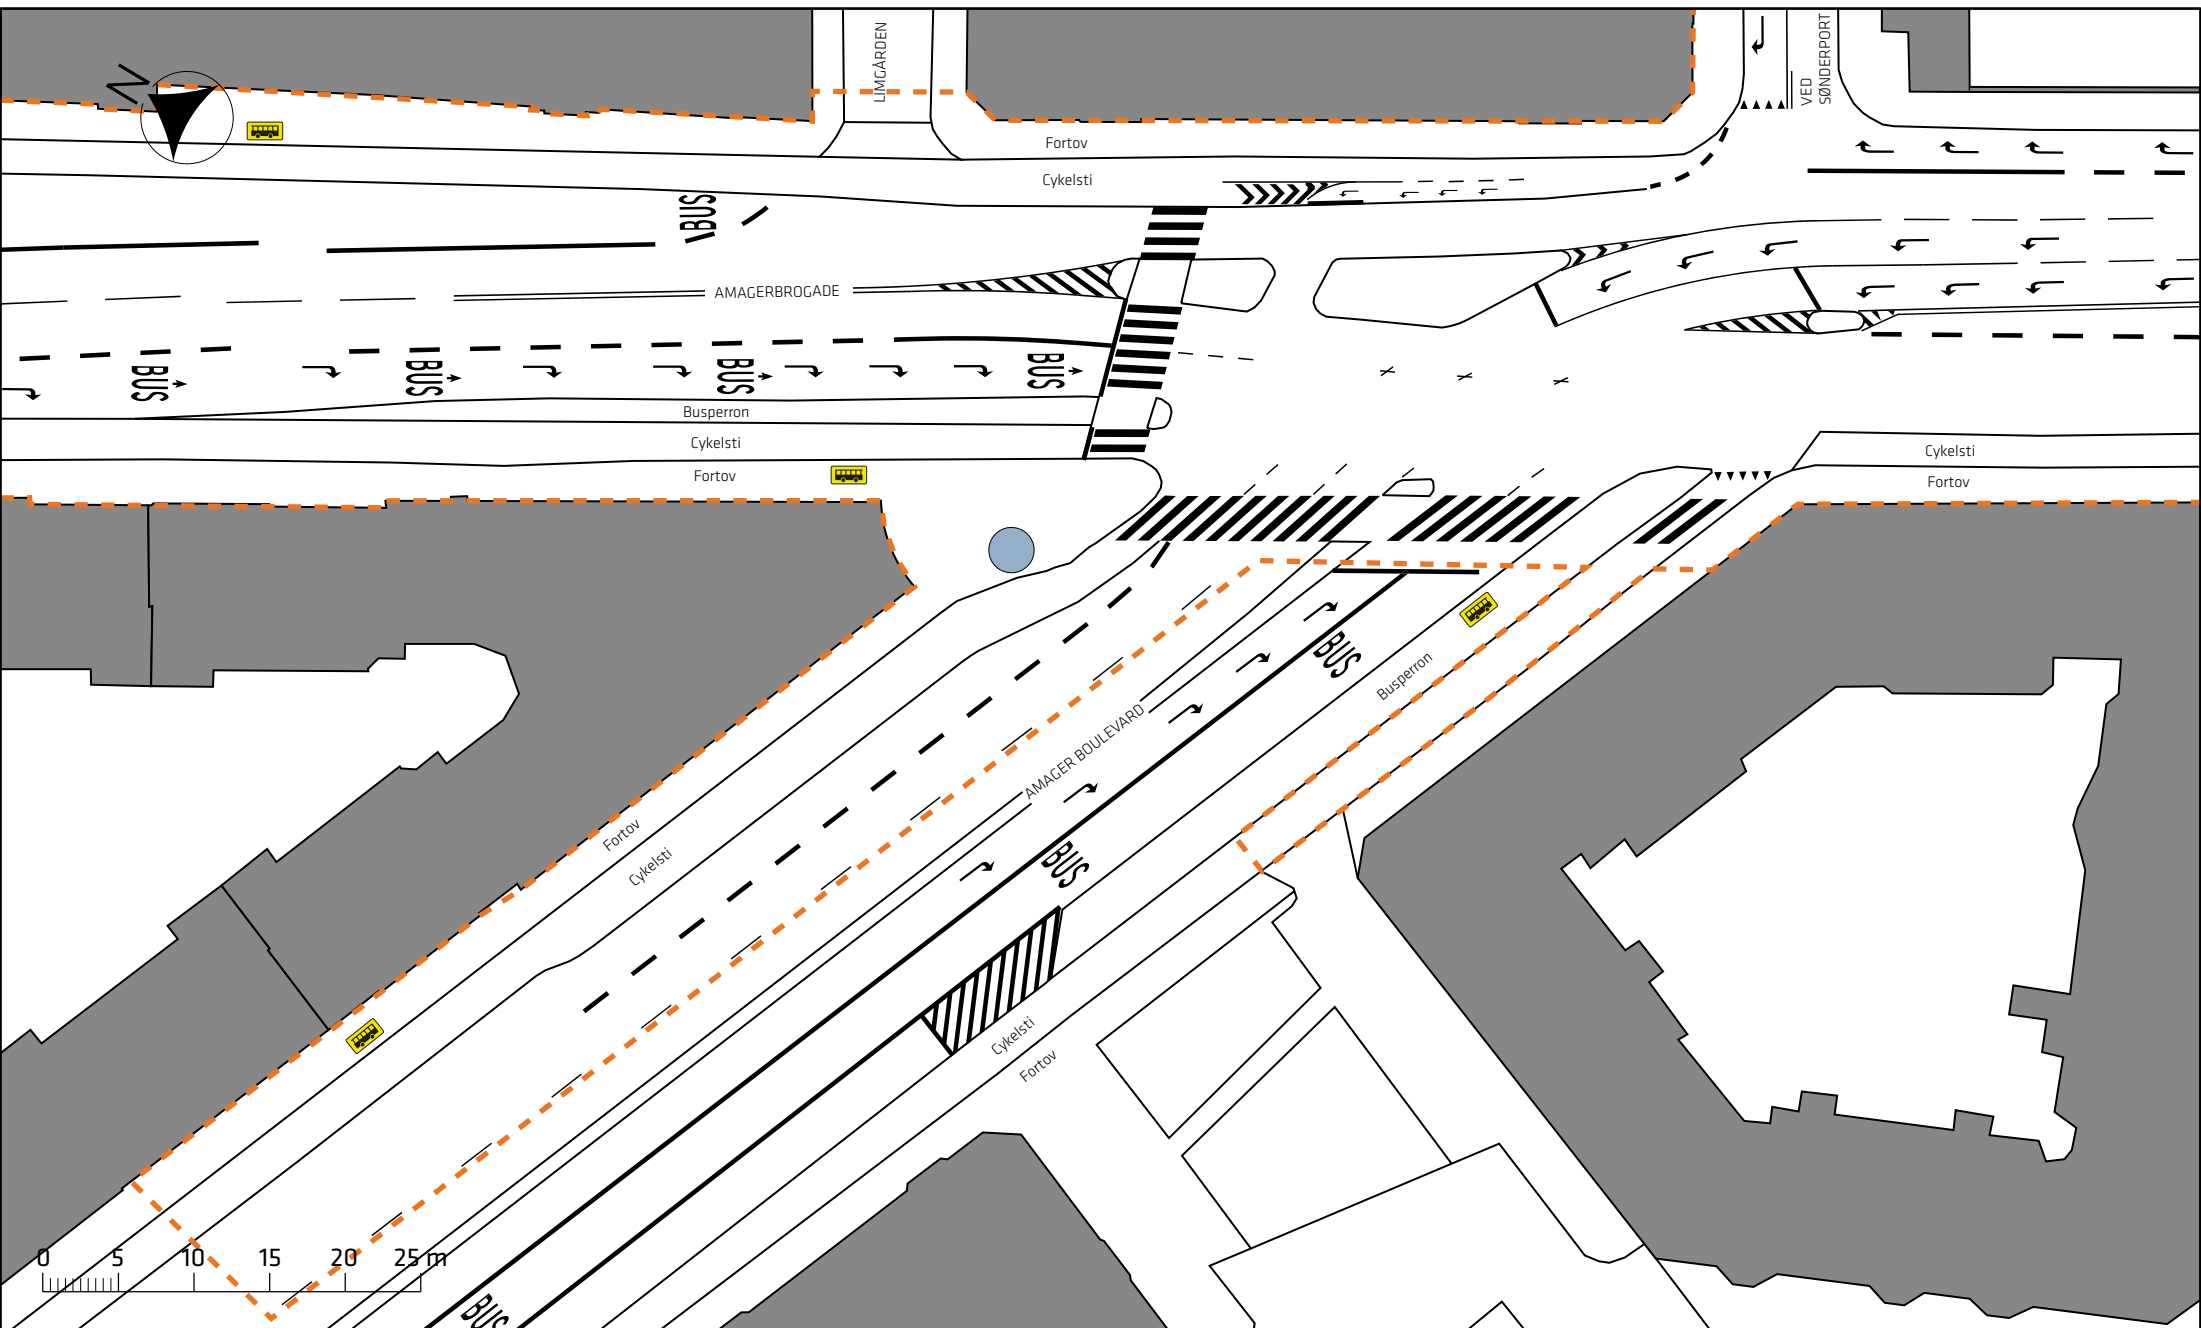 LIMGÅRDEN
VED
SØNDERPORT
N
Fortov
Cykelsti
BUS
AMAGERBROGADE
BUS
BUS
BUS
BUS
Busperron
Cykelsti
Fortov
Cykelsti
Fortov
BUS
Busperron
AMAGER BOULEVARD
Fortov
Cykelsti
BUS
Cykelsti
Fortov
0 5 10 15 20 25 m
BUS